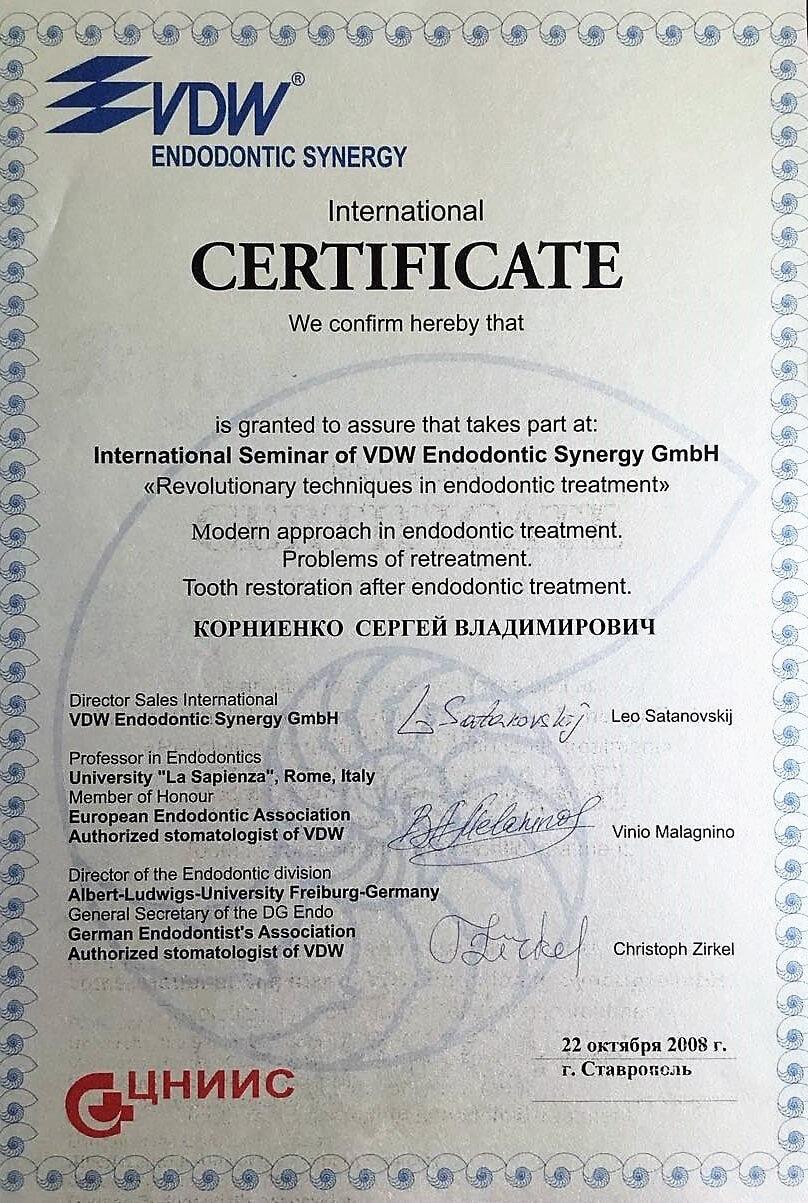 VDW®
ENDODONTIC SYNERGY
International
CERTIFICATE
We confirm hereby that
is granted to assure that takes part at:
International Seminar of VDW Endodontic Synergy GmbH
«Revolutionary techniques in endodontic treatment»
Modern approach in endodontic treatment.
Problems of retreatment.
Tooth restoration after endodontic treatment.
КОРНИЕНКО СЕРГЕЙ ВЛАДИМИРОВИЧ
Director Sales International
VDW Endodontic Synergy GmbH
L Satanovskij Leo Satanovskij
Professor in Endodontics
University "La Sapienza", Rome, Italy
Member of Honour
European Endodontic Association
Authorized stomatologist of VDW
Vinio Malagnino
Director of the Endodontic division
Albert-Ludwigs-University Freiburg-Germany
General Secretary of the DG Endo
German Endodontist's Association
Authorized stomatologist of VDW
Zirkel Christoph Zirkel
22 октября 2008 г.
г. Ставрополь
ЦНИИС